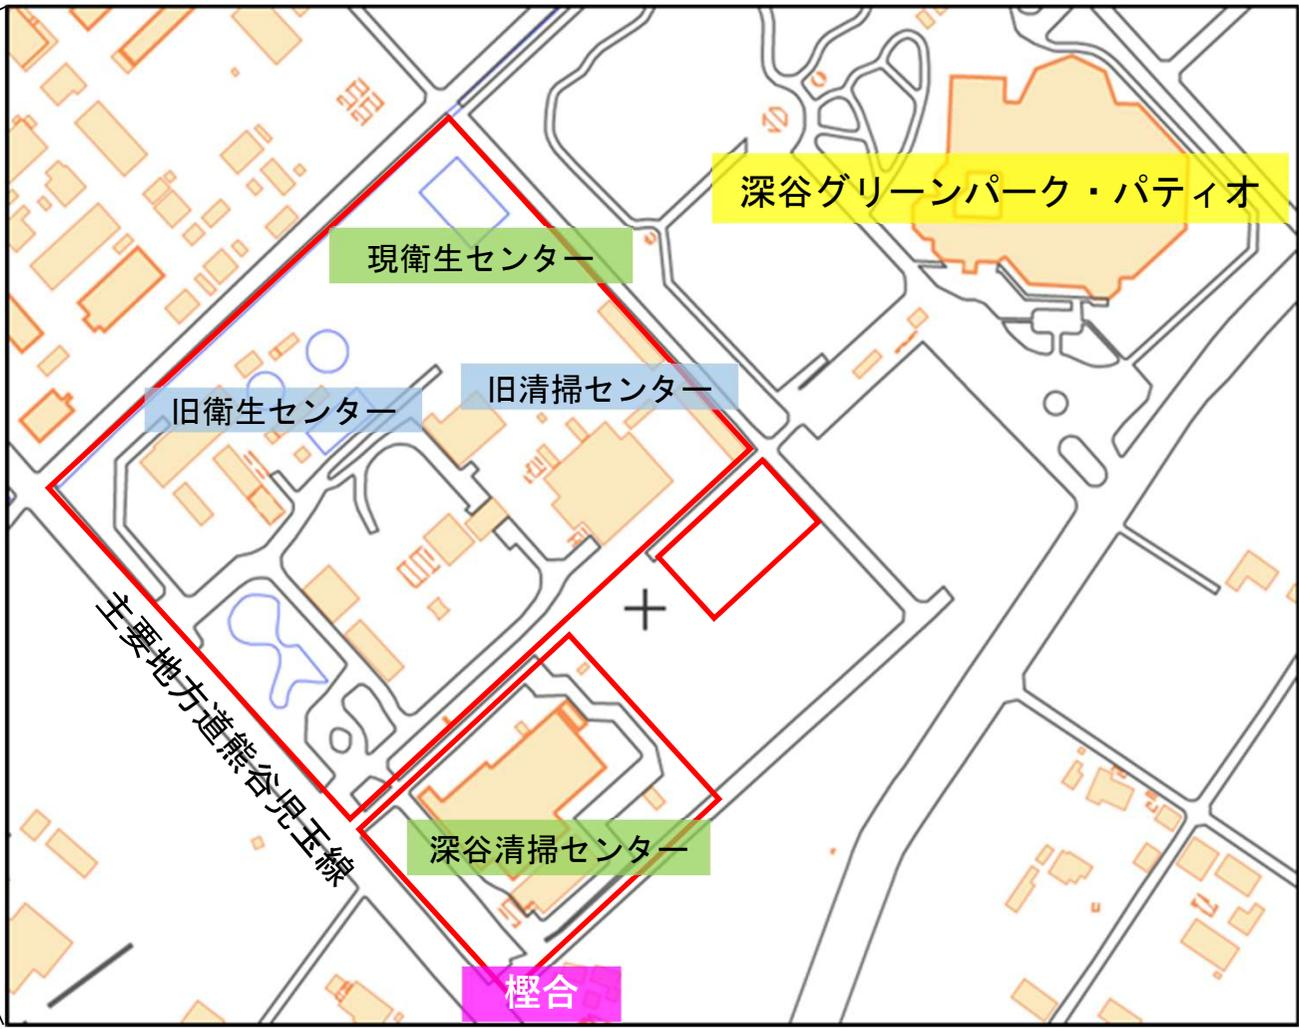 深谷グリーンパーク・パティオ
現衛生センター
旧清掃センター
旧衛生センター
主要地方道熊谷児玉線
深谷清掃センター
樫合